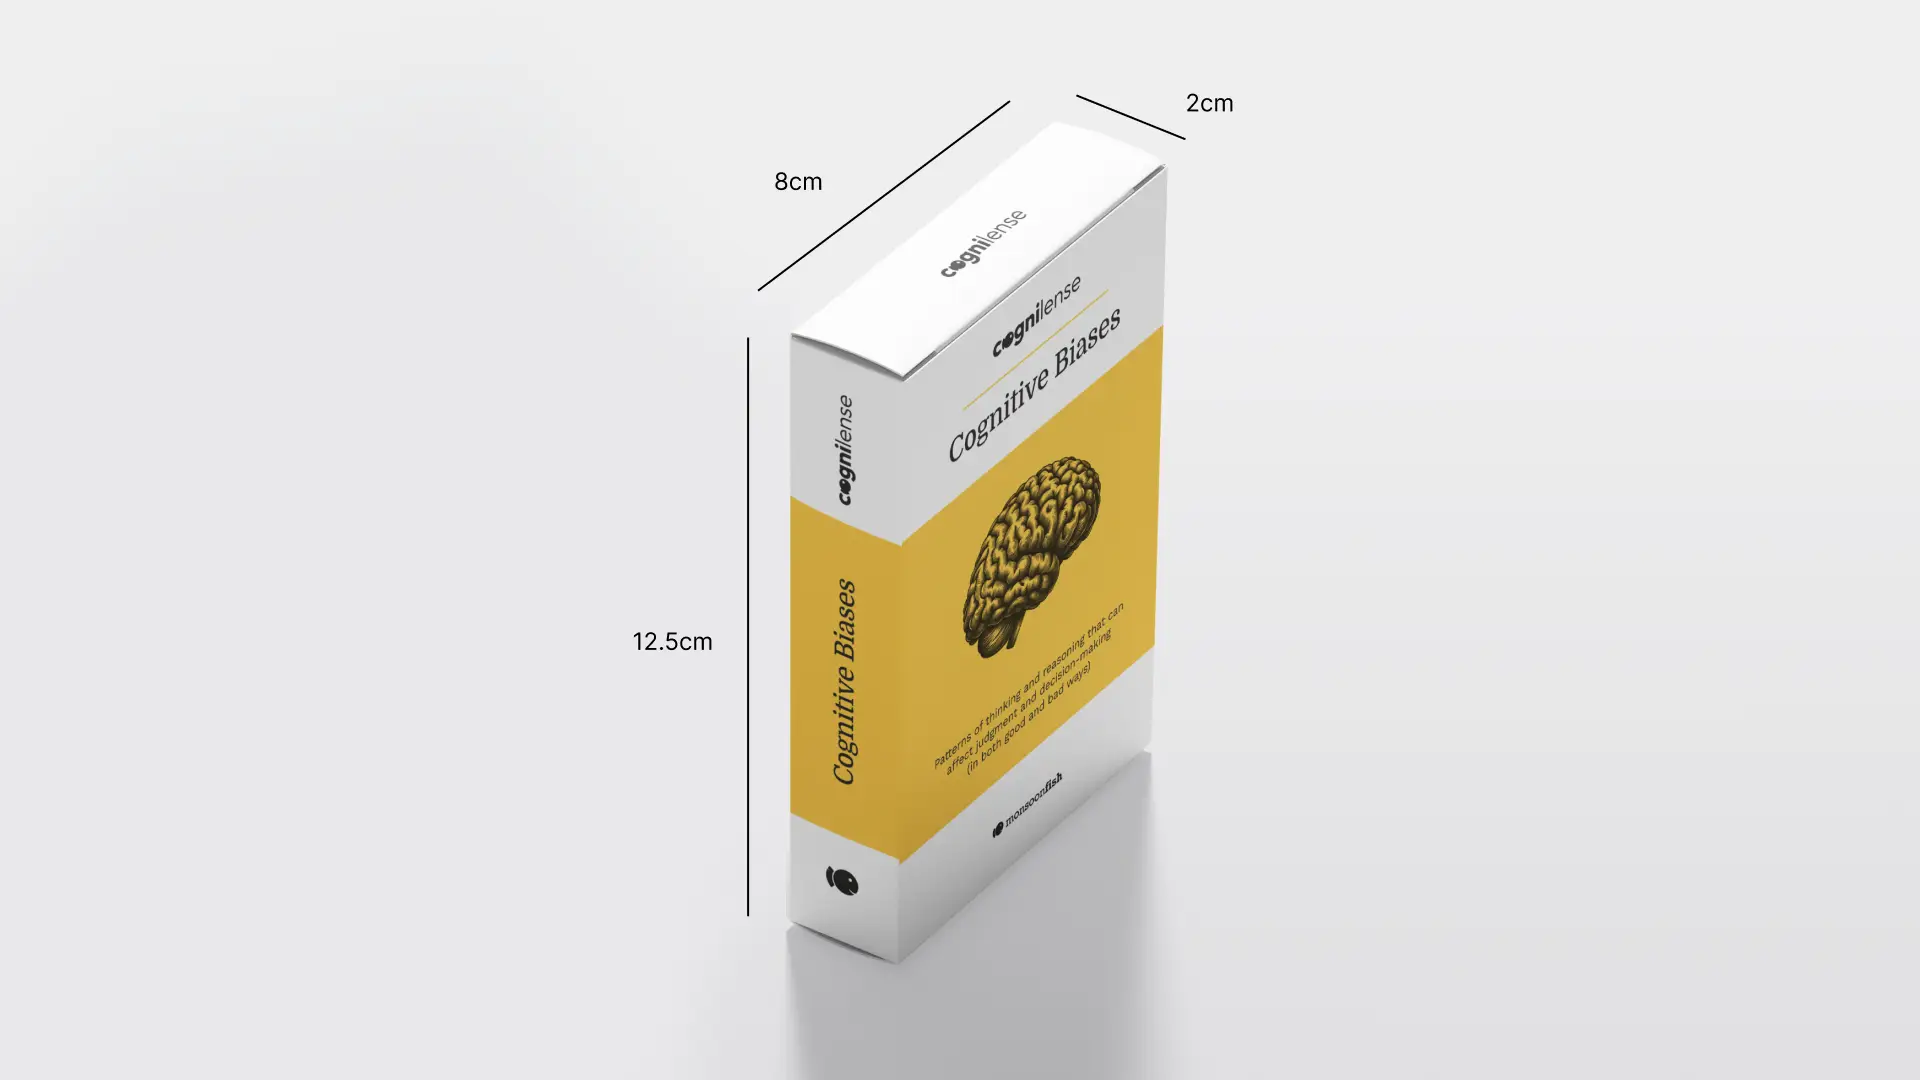 2cm
8cm
12.5cm
cognilense
cognilense
Cognitive Biases
Patterns of thinking and reasoning that can
affect judgment and decision-making
(in both good and bad ways)
monsoonfish
cognilense
Cognitive Biases